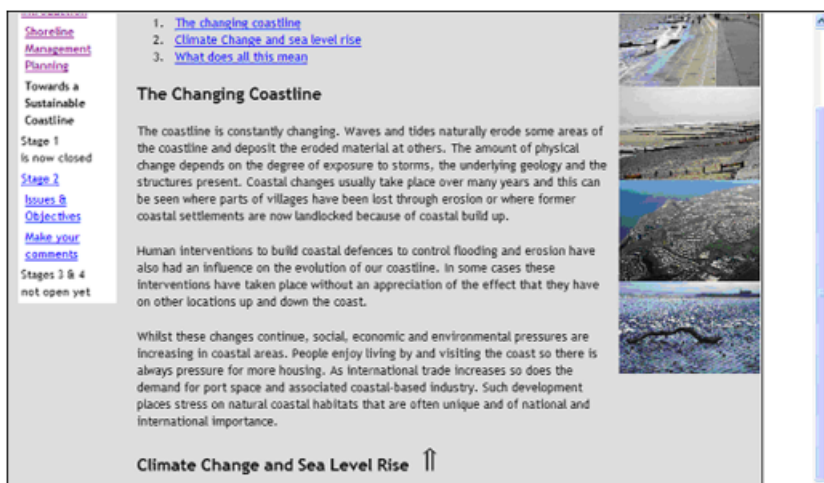 Shoreline
Management
Planning
Towards a
Sustainable
Coastline
Stage 1
is now closed
Stage 2
Issues &
Objectives
Make your
comments
Stages 3 & 4
not open yet
1. The changing coastline
2. Climate Change and sea level rise
3. What does all this mean
The Changing Coastline
The coastline is constantly changing. Waves and tides naturally erode some areas of
the coastline and deposit the eroded material at others. The amount of physical
change depends on the degree of exposure to storms, the underlying geology and the
structures present. Coastal changes usually take place over many years and this can
be seen where parts of villages have been lost through erosion or where former
coastal settlements are now landlocked because of coastal build up.
Human interventions to build coastal defences to control flooding and erosion have
also had an influence on the evolution of our coastline. In some cases these
interventions have taken place without an appreciation of the effect that they have
on other locations up and down the coast.
Whilst these changes continue, social, economic and environmental pressures are
increasing in coastal areas. People enjoy living by and visiting the coast so there is
always pressure for more housing. As international trade increases so does the
demand for port space and associated coastal-based industry. Such development
places stress on natural coastal habitats that are often unique and of national and
international importance.
Climate Change and Sea Level Rise ⇑